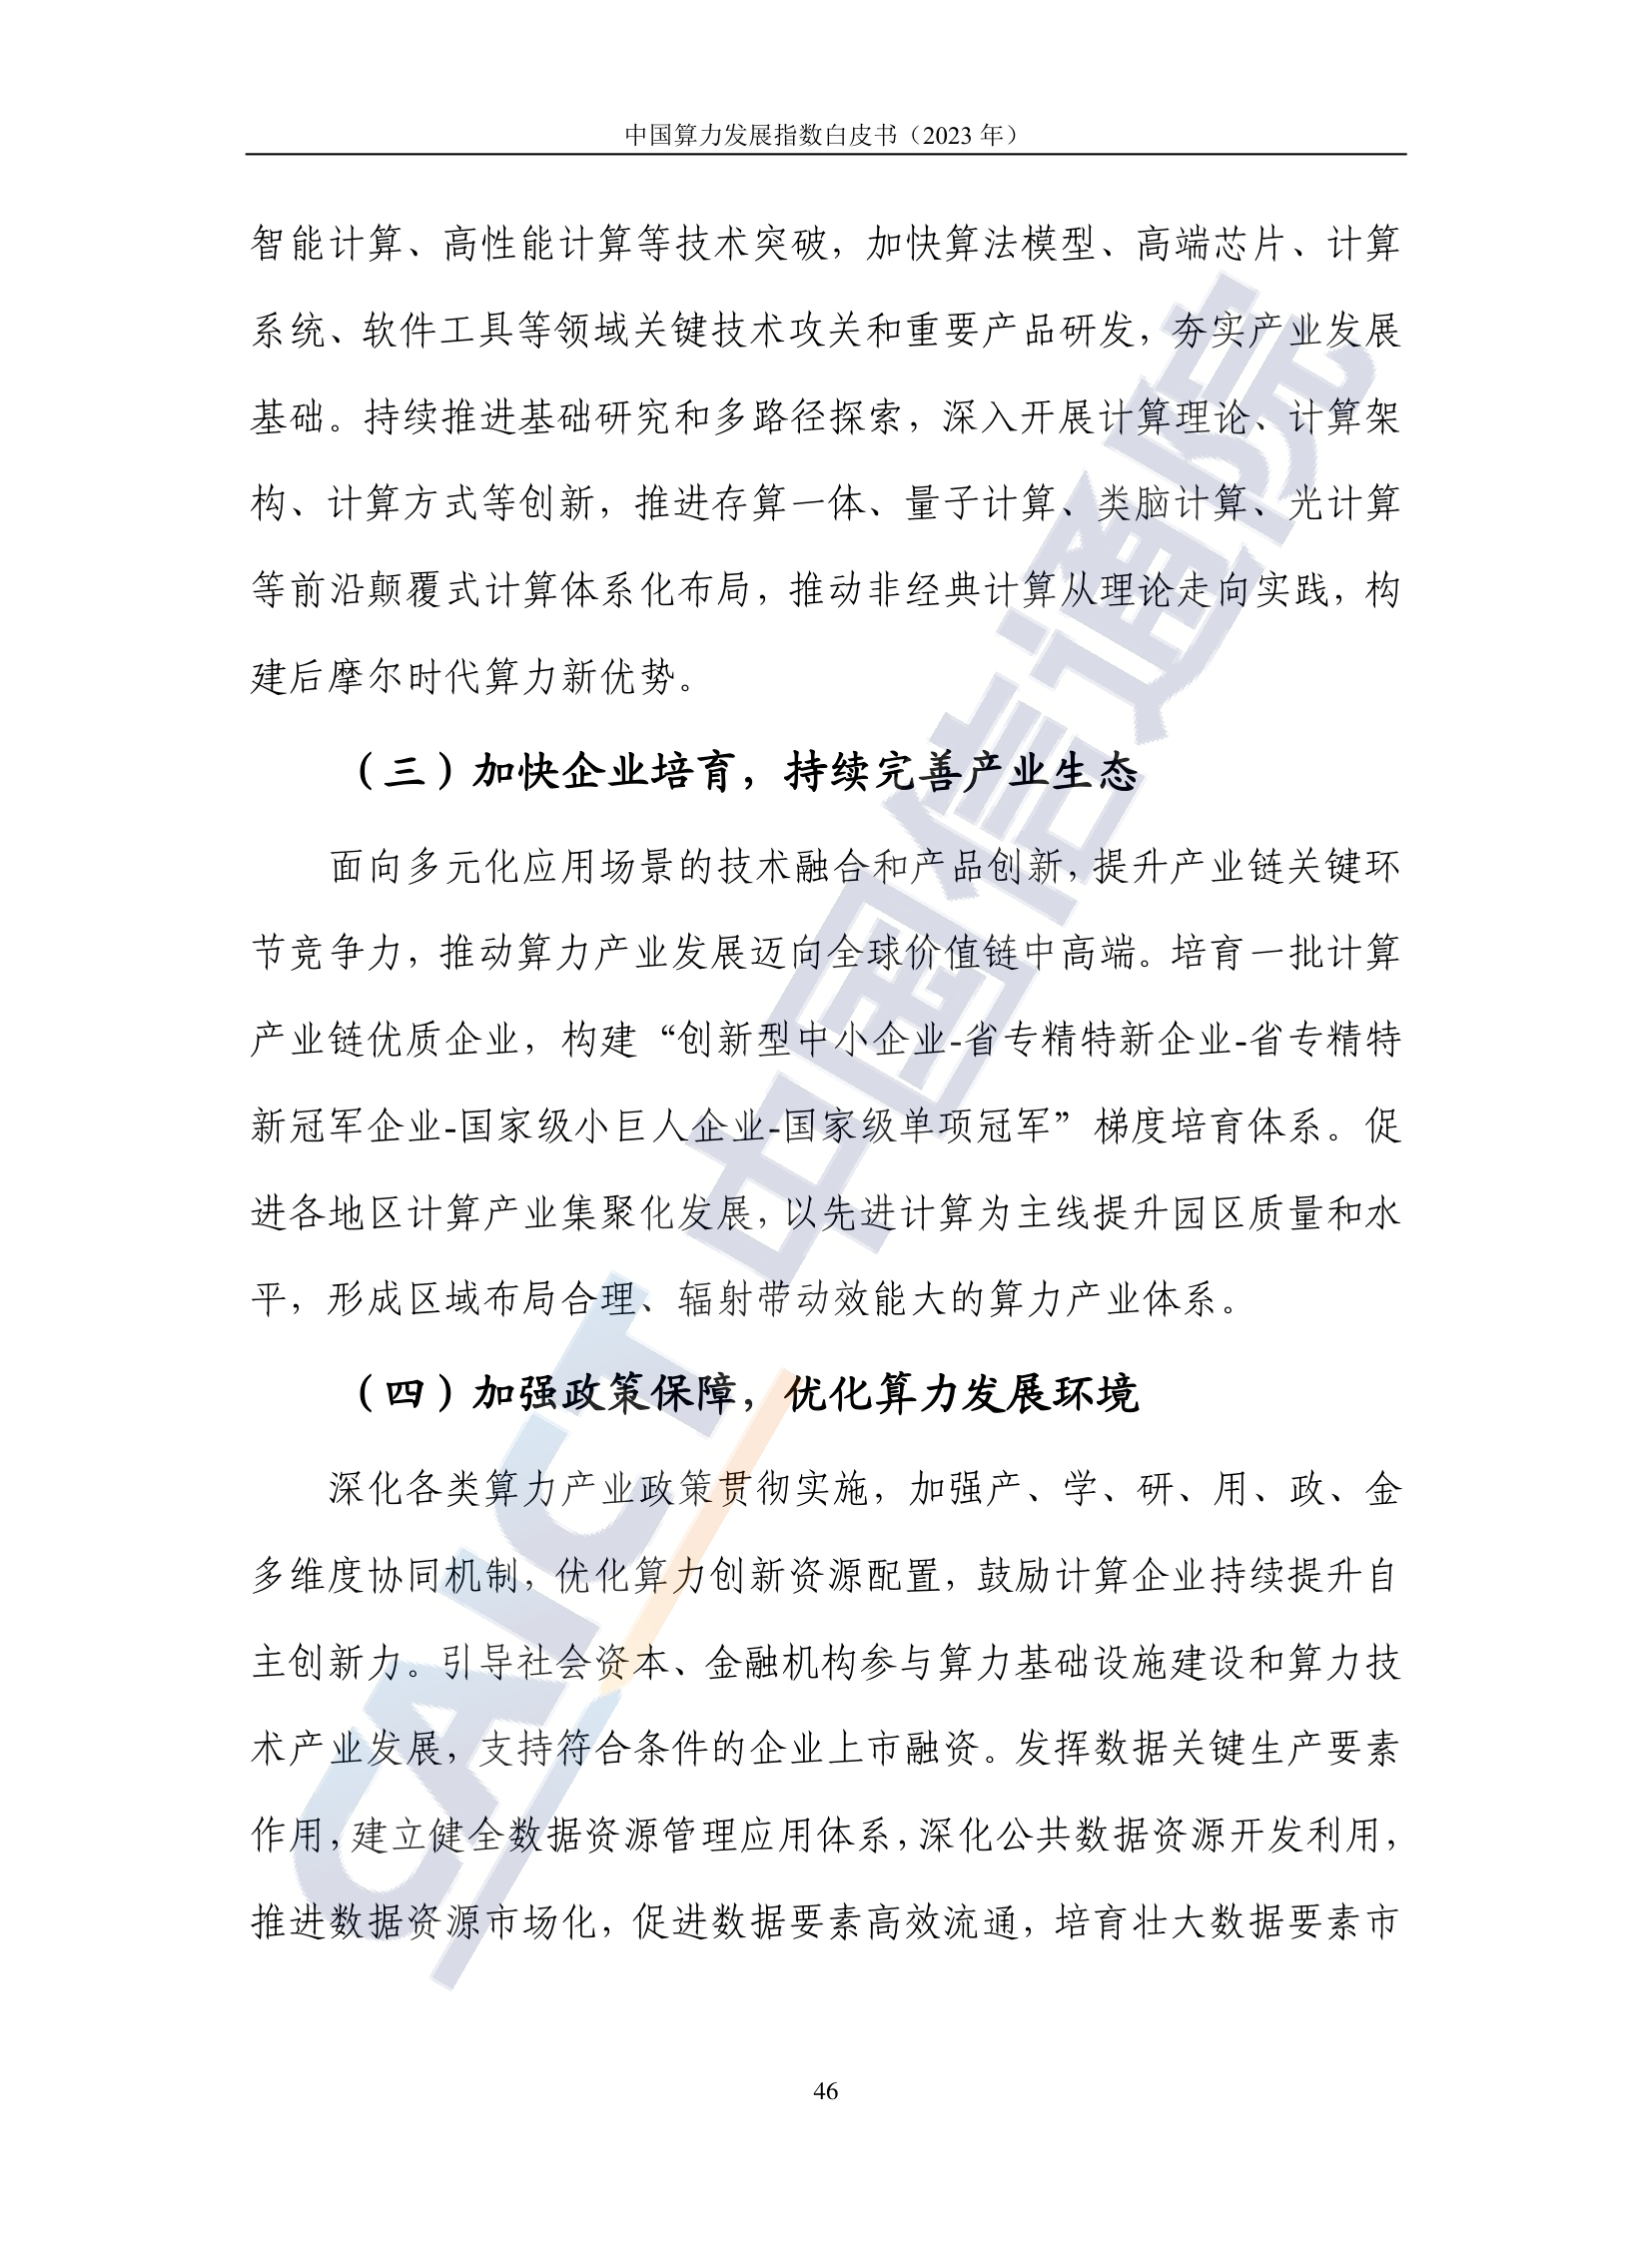 中国算力发展指数白皮书（2023 年）
智能计算、高性能计算等技术突破，加快算法模型、高端芯片、计算
系统、软件工具等领域关键技术攻关和重要产品研发，夯实产业发展
基础。持续推进基础研究和多路径探索，深入开展计算理论、计算架
构、计算方式等创新，推进存算一体、量子计算、类脑计算、光计算
等前沿颠覆式计算体系化布局，推动非经典计算从理论走向实践，构
建后摩尔时代算力新优势。
（三）加快企业培育，持续完善产业生态
面向多元化应用场景的技术融合和产品创新，提升产业链关键环
节竞争力，推动算力产业发展迈向全球价值链中高端。培育一批计算
产业链优质企业，构建“创新型中小企业-省专精特新企业-省专精特
新冠军企业-国家级小巨人企业-国家级单项冠军”梯度培育体系。促
进各地区计算产业集聚化发展，以先进计算为主线提升园区质量和水
平，形成区域布局合理、辐射带动效能大的算力产业体系。
（四）加强政策保障，优化算力发展环境
深化各类算力产业政策贯彻实施，加强产、学、研、用、政、金
多维度协同机制，优化算力创新资源配置，鼓励计算企业持续提升自
主创新力。引导社会资本、金融机构参与算力基础设施建设和算力技
术产业发展，支持符合条件的企业上市融资。发挥数据关键生产要素
作用，建立健全数据资源管理应用体系，深化公共数据资源开发利用，
推进数据资源市场化，促进数据要素高效流通，培育壮大数据要素市
46
CAICT 中国信通院